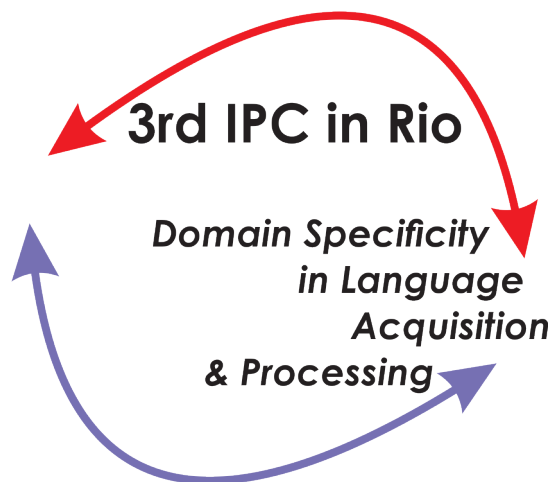 3rd IPC in Rio
Domain Specificity
in Language
Acquisition
& Processing